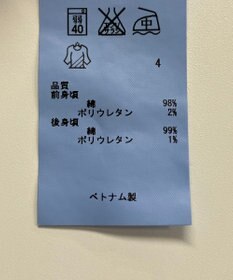 弱
40
中
4
品質
前身頃
綿 98%
ポリウレタン 2%
後身頃
綿 99%
ポリウレタン 1%
ベトナム製